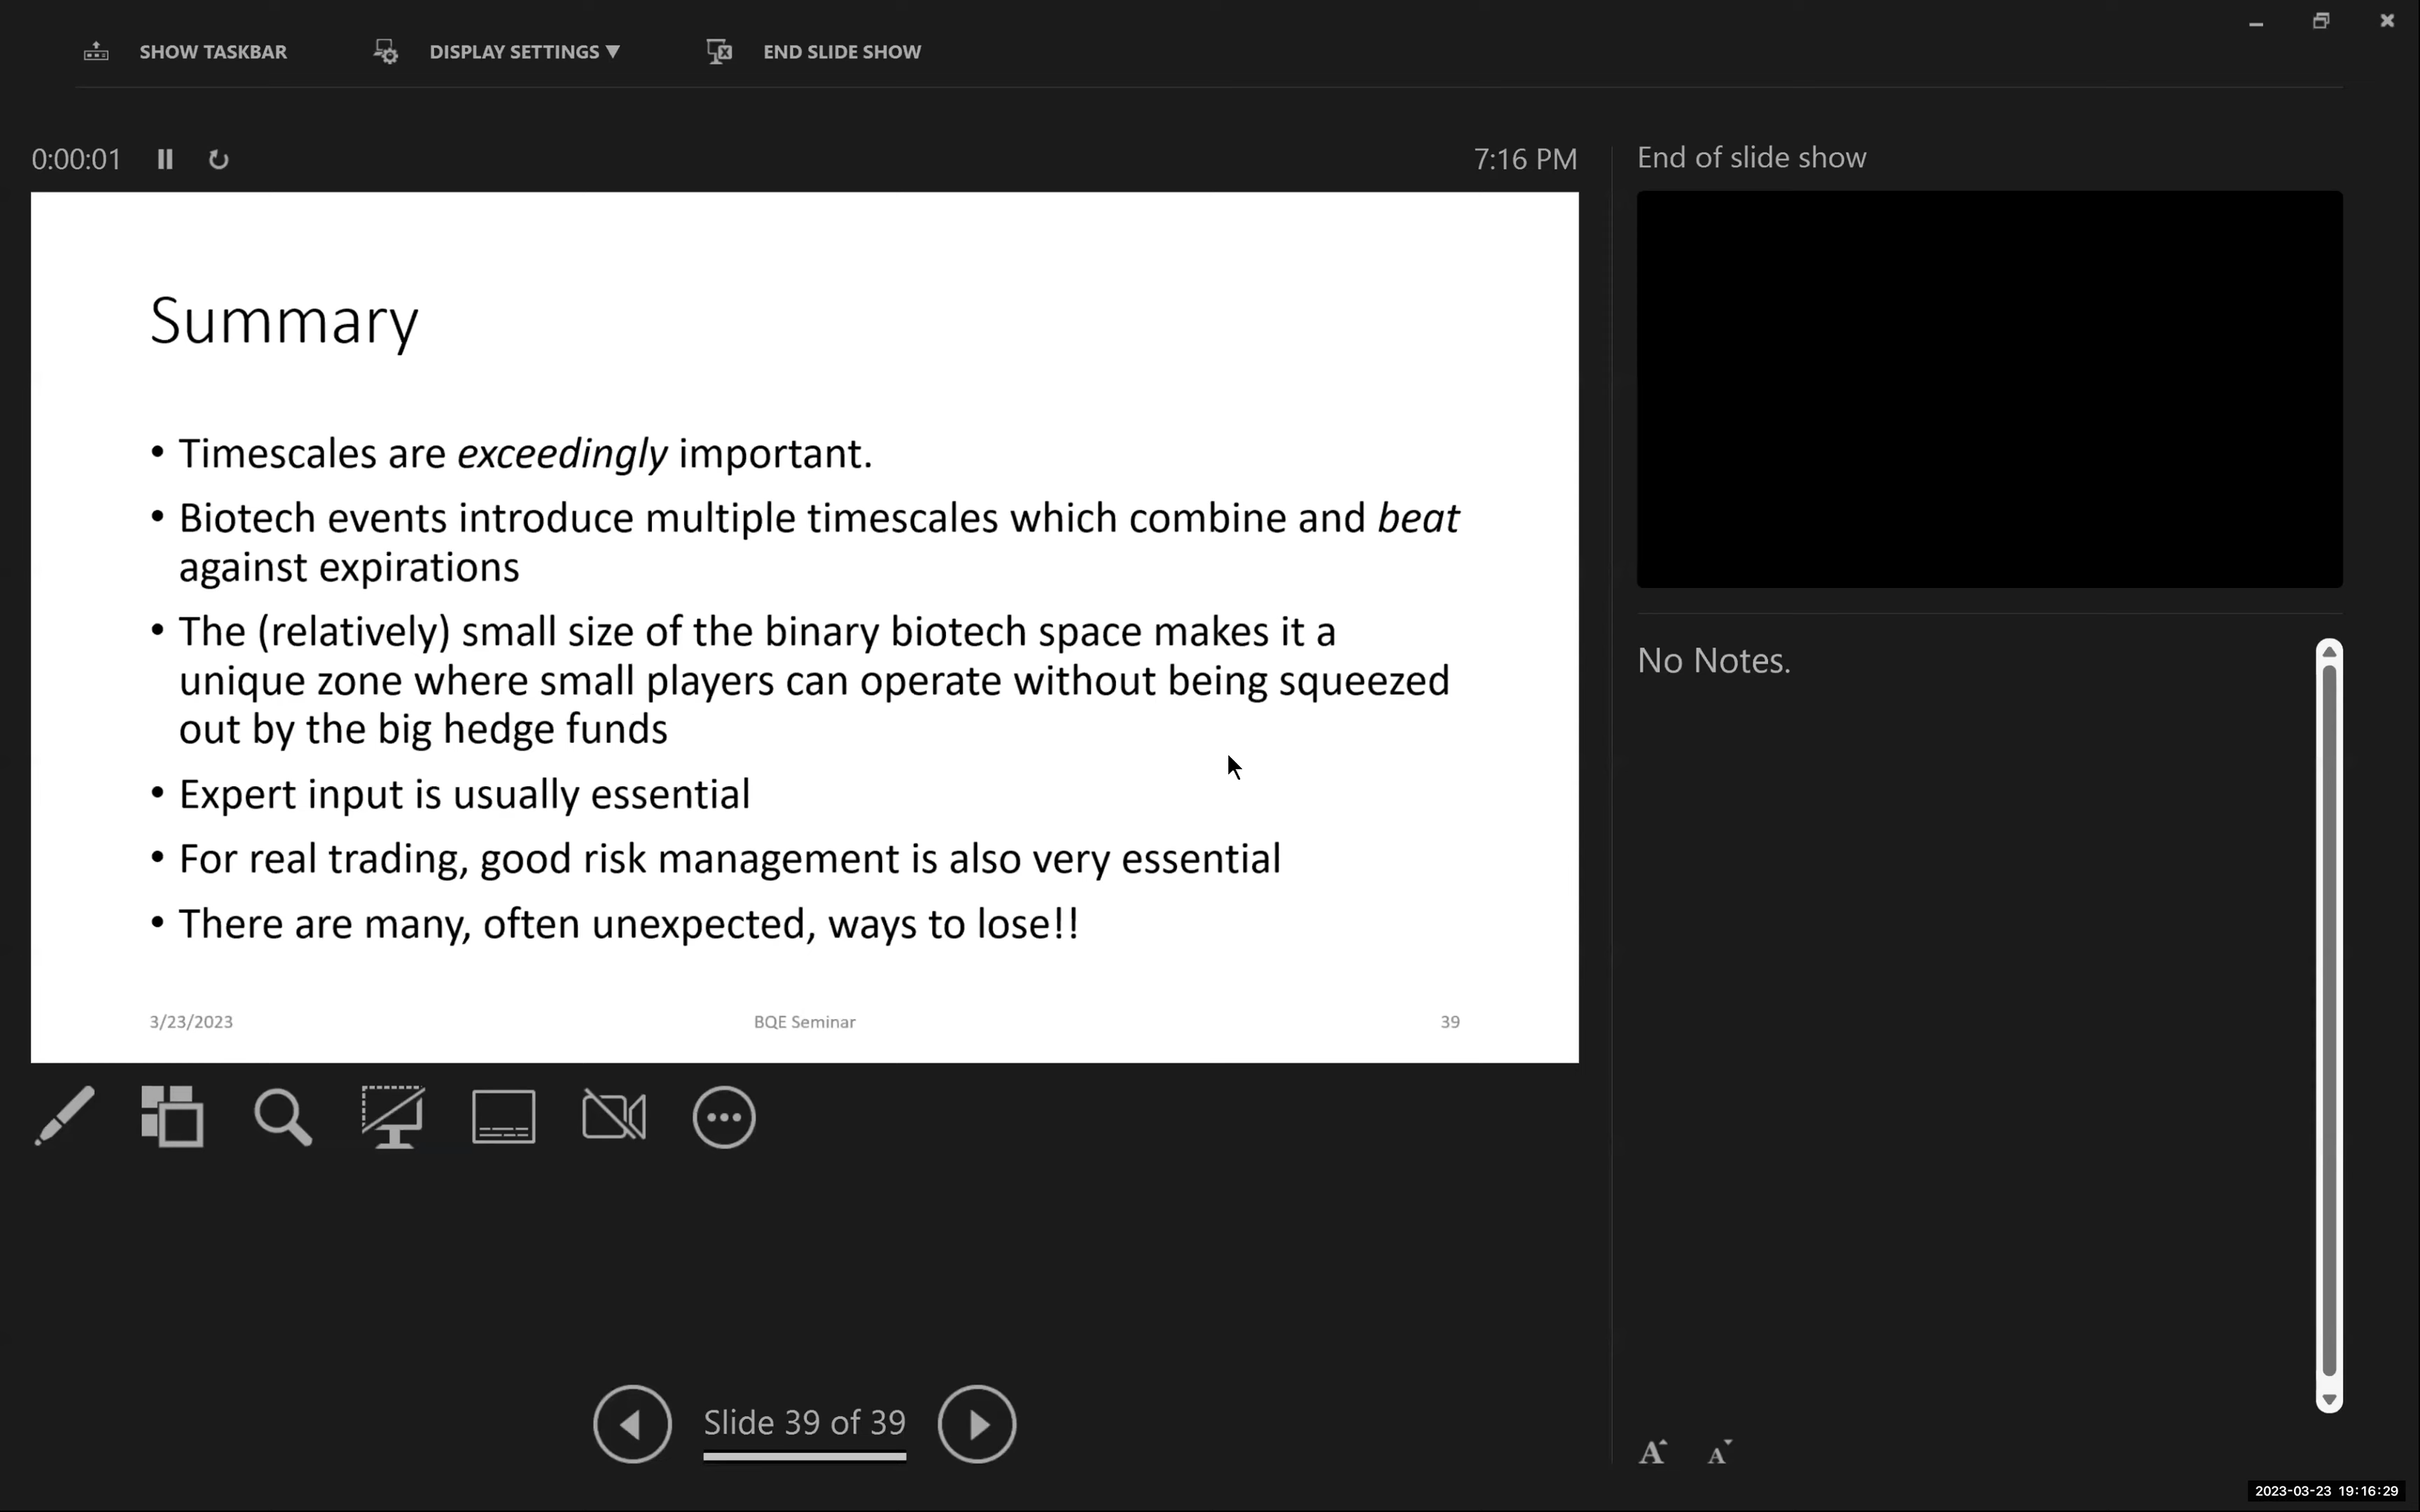 SHOW TASKBAR
DISPLAY SETTINGS ▼
END SLIDE SHOW
0:00:01
7:16 PM
Summary
• Timescales are exceedingly important.
• Biotech events introduce multiple timescales which combine and beat
against expirations
• The (relatively) small size of the binary biotech space makes it a
unique zone where small players can operate without being squeezed
out by the big hedge funds
• Expert input is usually essential
• For real trading, good risk management is also very essential
• There are many, often unexpected, ways to lose!!
3/23/2023
BQE Seminar
39
Slide 39 of 39
End of slide show
No Notes.
A A
2023-03-23 19:16:29